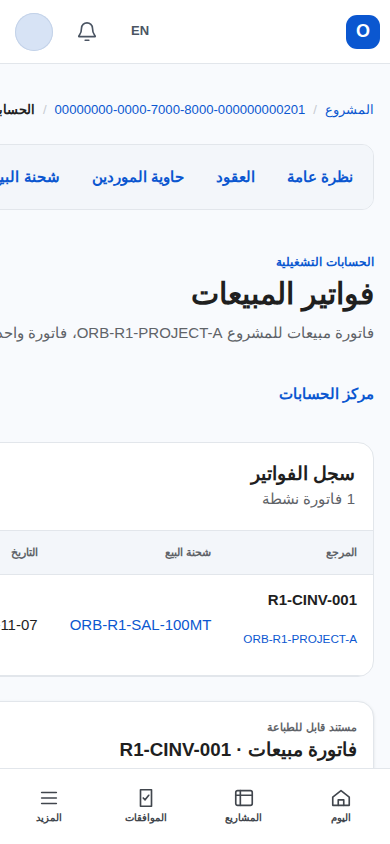 O
EN
المشروع / 00000000-0000-7000-8000-000000000201 /
نظرة عامة العقود حاوية الموردين شحنة
الحسابات التشغيلية
فواتير المبيعات
فاتورة مبيعات للمشروع ORB-R1-PROJECT-A، فاتورة
مركز الحسابات
سجل الفواتير
1 فاتورة نشطة
المرجع شحنة البيع التاريخ
R1-CINV-001
ORB-R1-SAL-100MT 11-07
ORB-R1-PROJECT-A
مستند قابل للطباعة
فاتورة مبيعات · R1-CINV-001
اليوم المشاريع الموافقات المزيد